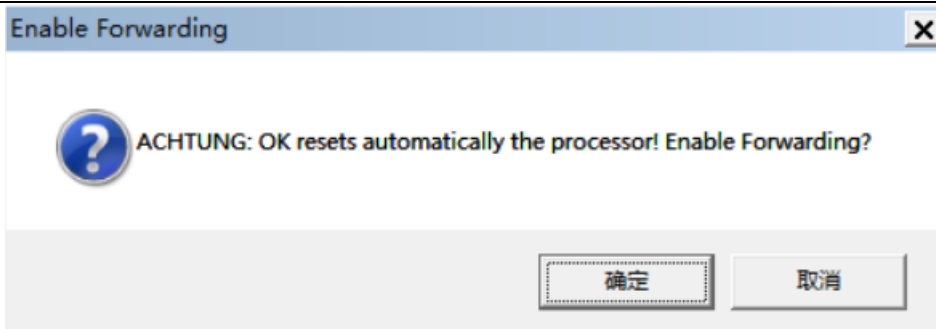 Enable Forwarding
ACHTUNG: OK resets automatically the processor! Enable Forwarding?
确定
取消